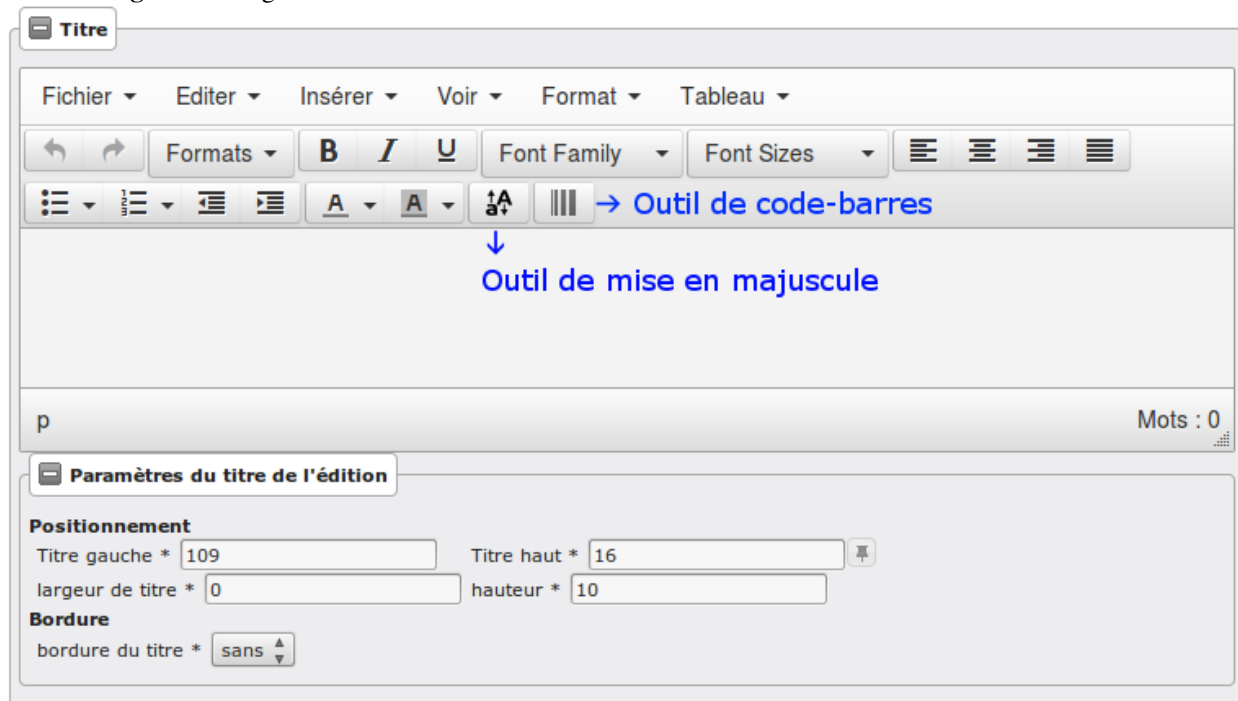 Titre
Fichier Editer Insérer Voir Format Tableau
Formats B I U Font Family Font Sizes
A A aA → Outil de code-barres
↓
Outil de mise en majuscule
p Mots : 0
Paramètres du titre de l'édition
Positionnement
Titre gauche * 109 Titre haut * 16
largeur de titre * 0 hauteur * 10
Bordure
bordure du titre * sans